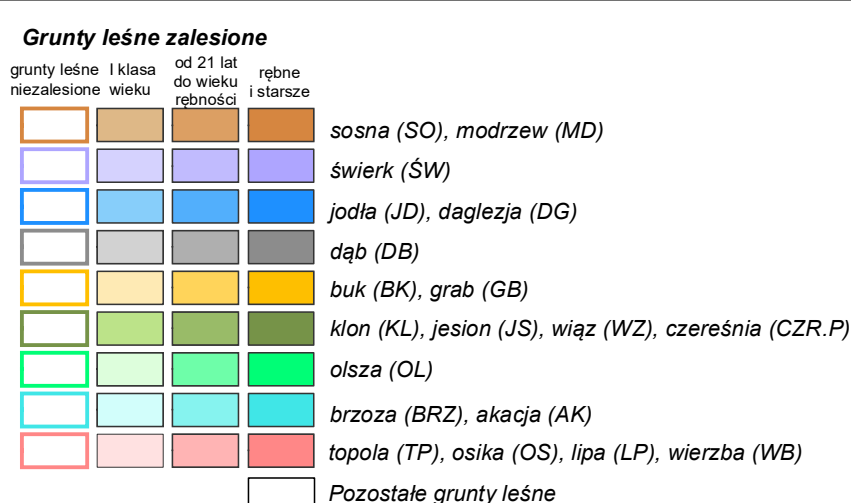 Grunty leśne zalesione
grunty leśne niezalesione
I klasa wieku
od 21 lat do wieku rębności
rębne i starsze
sosna (SO), modrzew (MD)
świerk (ŚW)
jodła (JD), daglezja (DG)
dąb (DB)
buk (BK), grab (GB)
klon (KL), jesion (JS), wiąz (WZ), czereśnia (CZR.P)
olsza (OL)
brzoza (BRZ), akacja (AK)
topola (TP), osika (OS), lipa (LP), wierzba (WB)
Pozostałe grunty leśne